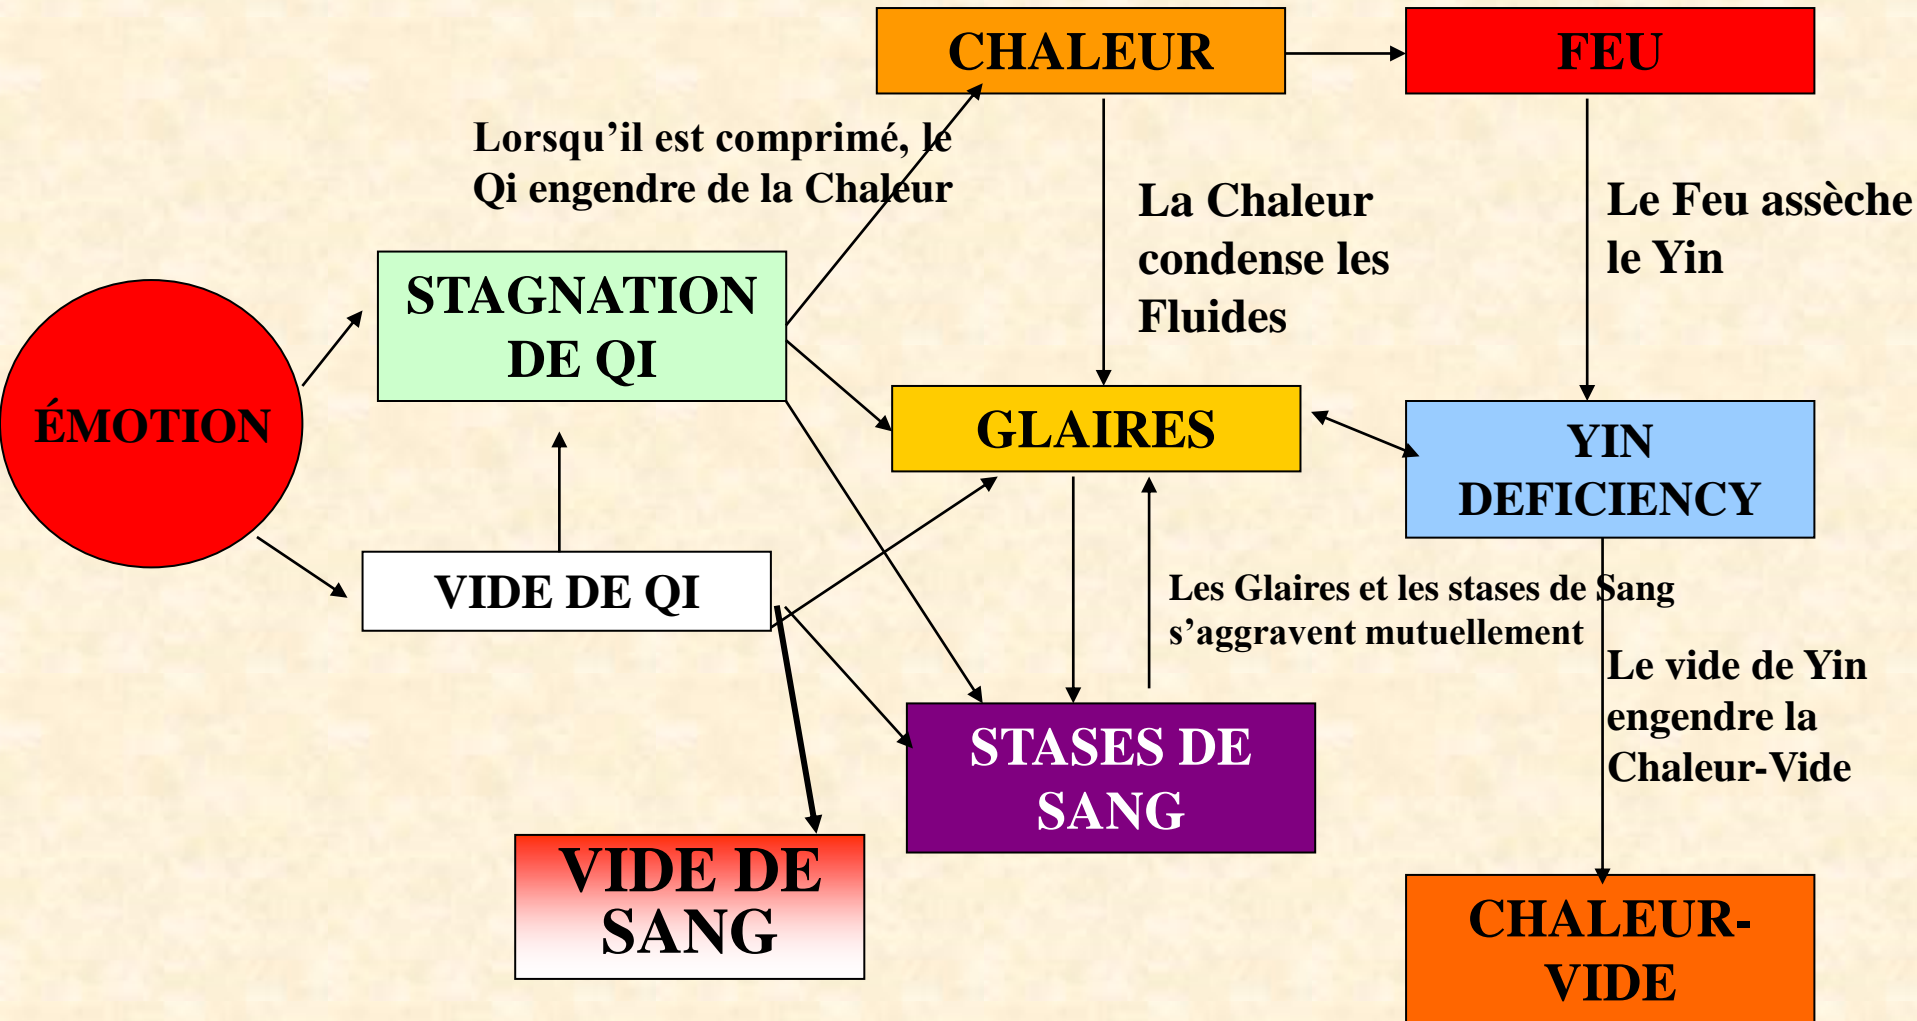 CHALEUR
FEU
Lorsqu’il est comprimé, le
Qi engendre de la Chaleur
La Chaleur
condense les
Fluides
Le Feu assèche
le Yin
STAGNATION
DE QI
ÉMOTION
GLAIRES
YIN
DEFICIENCY
VIDE DE QI
Les Glaires et les stases de Sang
s’aggravent mutuellement
Le vide de Yin
engendre la
Chaleur-Vide
STASES DE
SANG
VIDE DE
SANG
CHALEUR-
VIDE